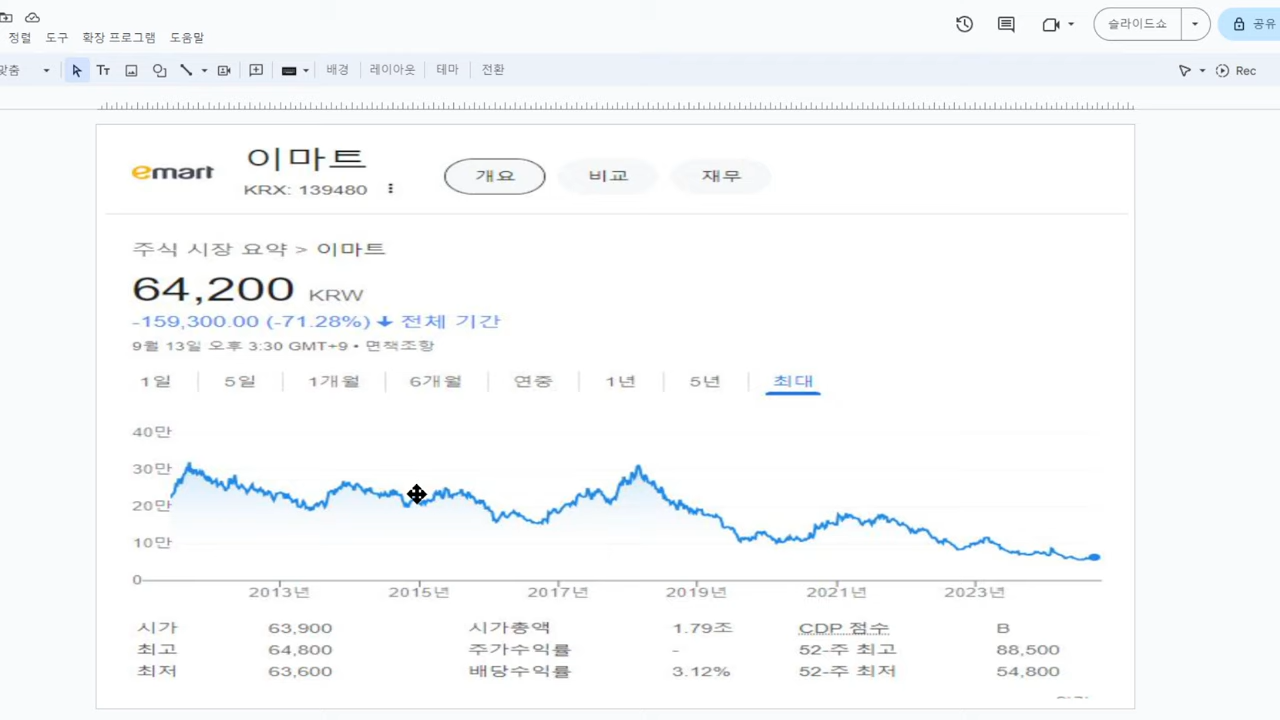 정렬 도구 확장 프로그램 도움말
슬라이드쇼
공유
맞춤
Tт
배경 레이아웃 테마 전환
Rec
emart
이마트
KRX: 139480
개요 비교 재무
주식 시장 요약 > 이마트
64,200 KRW
-159,300.00 (-71.28%) 전체 기간
9월 13일 오후 3:30 GMT+9 • 면책조항
1일 5일 1개월 6개월 연중 1년 5년 최대
40만
30만
20만
10만
0
2013년 2015년 2017년 2019년 2021년 2023년
시가 63,900 시가총액 1.79조 CDP 점수 B
최고 64,800 주가수익률 - 52-주 최고 88,500
최저 63,600 배당수익률 3.12% 52-주 최저 54,800